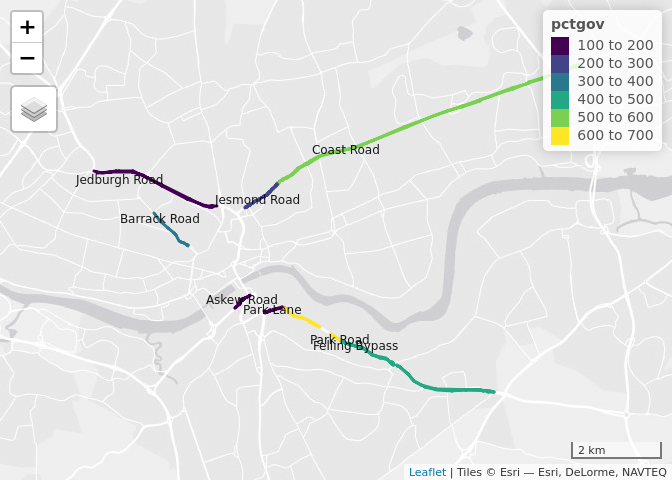 +
−
pctgov
100 to 200
200 to 300
300 to 400
400 to 500
500 to 600
600 to 700
Coast Road
Jedburgh Road
Jesmond Road
Barrack Road
Askew Road
Park Lane
Park Road
Felling Bypass
2 km
Leaflet | Tiles © Esri — Esri, DeLorme, NAVTEQ